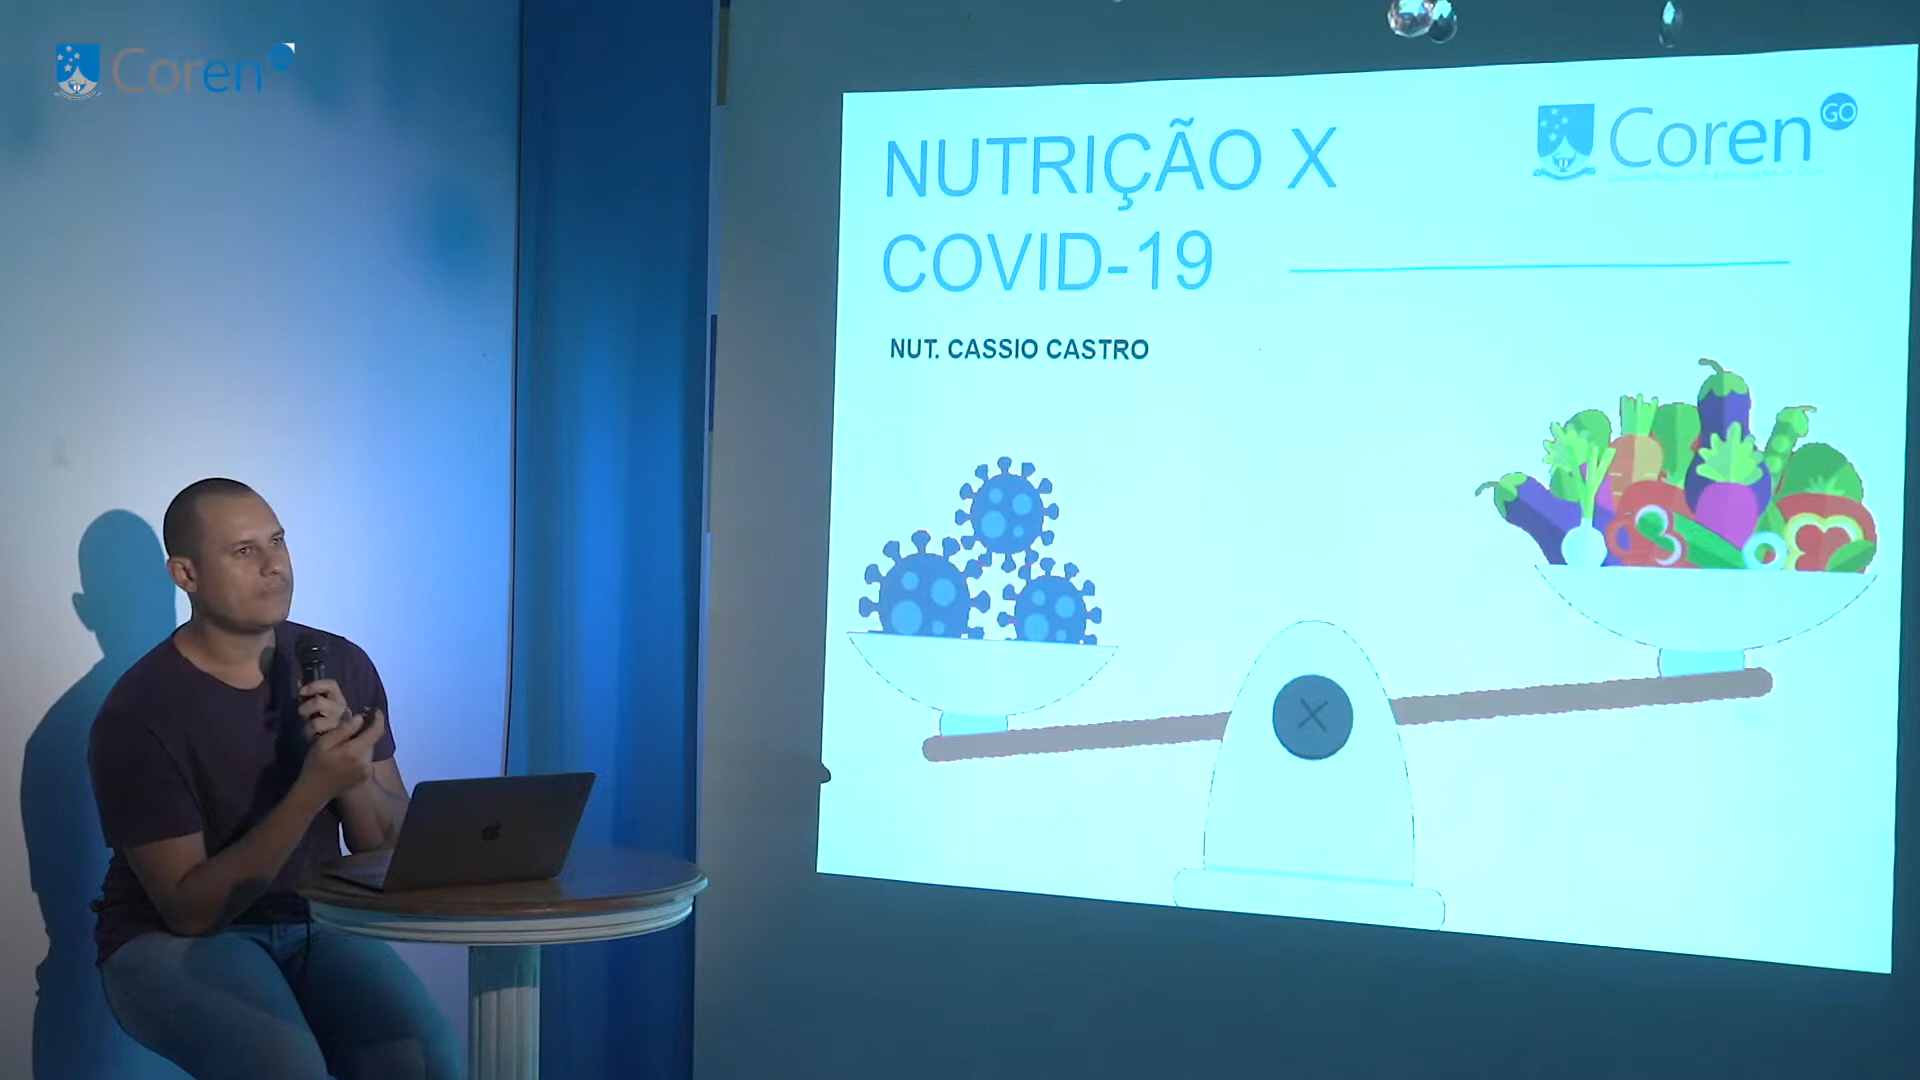 Coren
NUTRIÇÃO X
COVID-19
NUT. CASSIO CASTRO
Coren GO